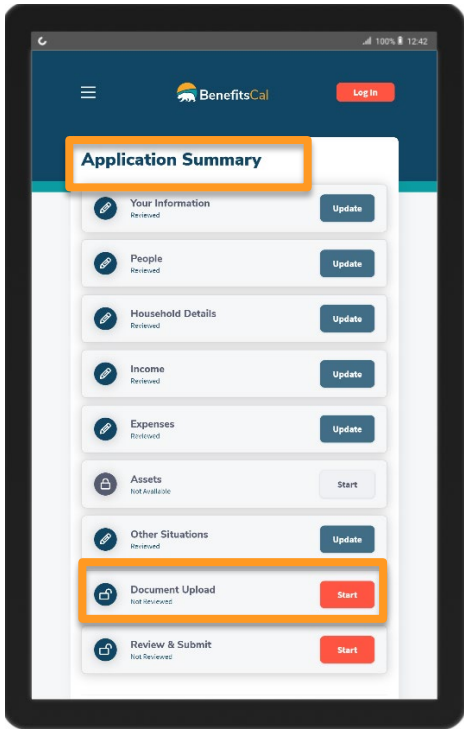 100% 12:42
BenefitsCal
Log In
Application Summary
Your Information
Reviewed
Update
People
Reviewed
Update
Household Details
Reviewed
Update
Income
Reviewed
Update
Expenses
Reviewed
Update
Assets
Not Available
Start
Other Situations
Reviewed
Update
Document Upload
Not Reviewed
Start
Review & Submit
Not Reviewed
Start